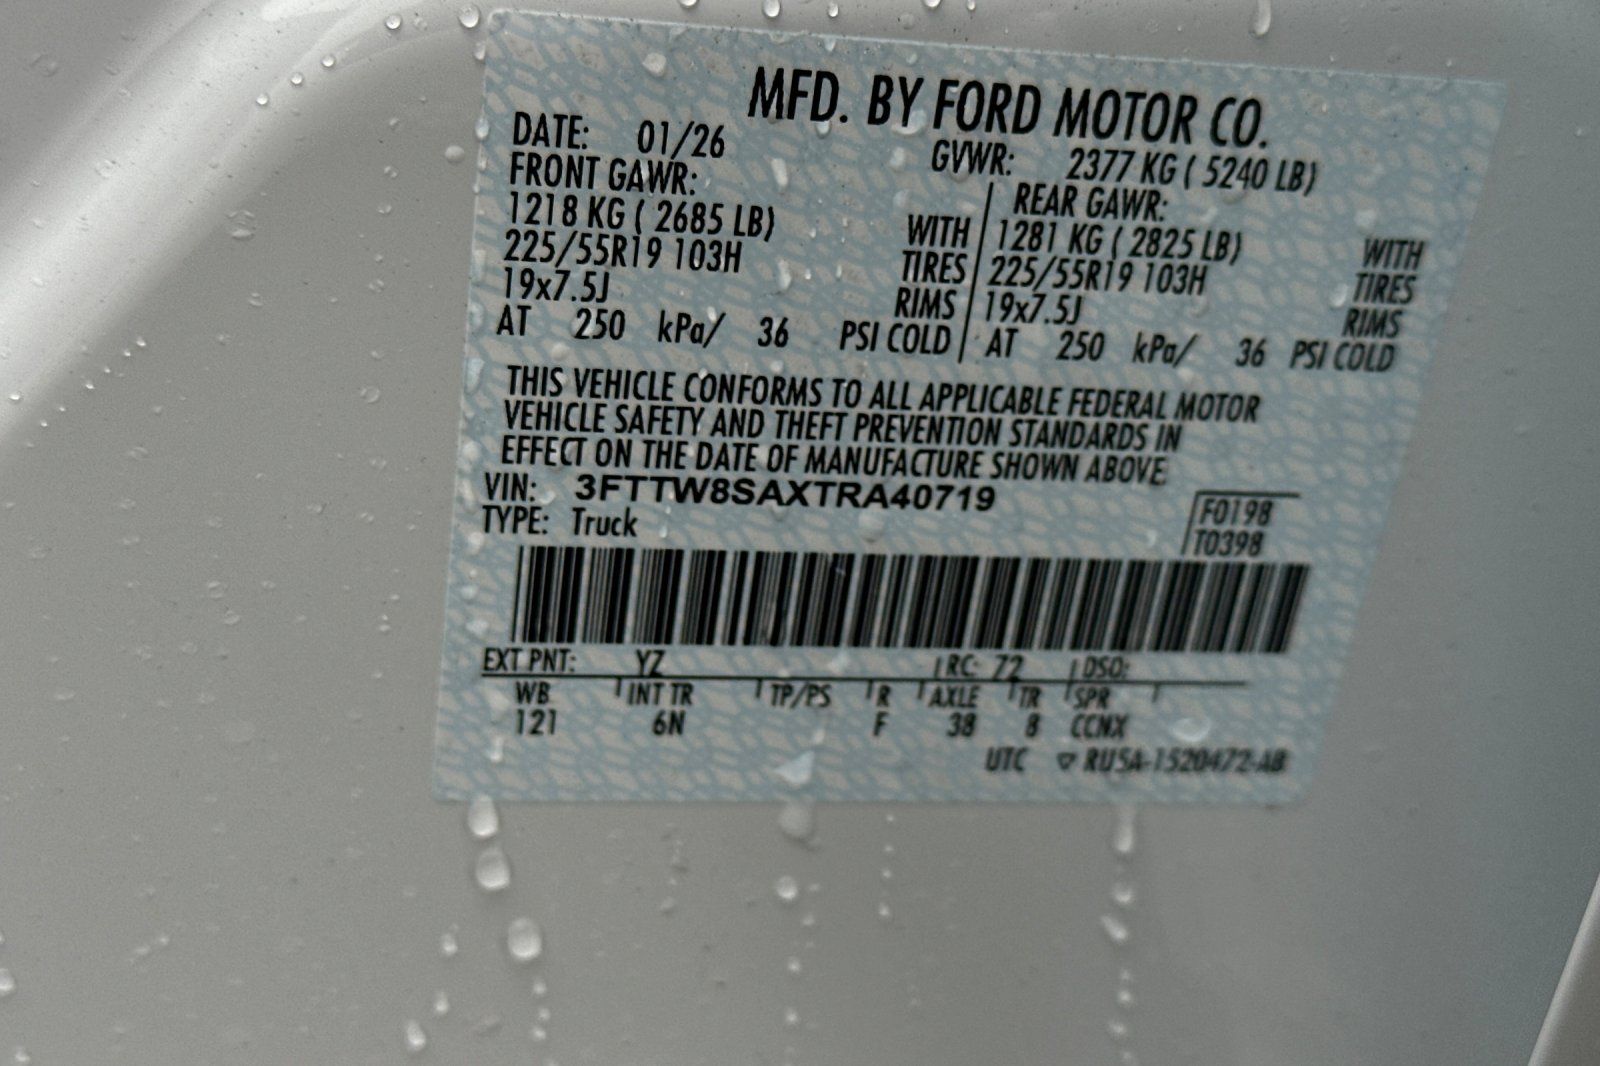 MFD. BY FORD MOTOR CO.
DATE: 01/26 GVWR: 2377 KG ( 5240 LB)
FRONT GAWR: REAR GAWR:
1218 KG ( 2685 LB) WITH 1281 KG ( 2825 LB) WITH
225/55R19 103H TIRES 225/55R19 103H TIRES
19x7.5J RIMS 19x7.5J RIMS
AT 250 kPa/ 36 PSI COLD AT 250 kPa/ 36 PSI COLD
THIS VEHICLE CONFORMS TO ALL APPLICABLE FEDERAL MOTOR
VEHICLE SAFETY AND THEFT PREVENTION STANDARDS IN
EFFECT ON THE DATE OF MANUFACTURE SHOWN ABOVE
VIN: 3FTTW8SAXTRA40719
TYPE: Truck
F0198
T0398
EXT PNT: YZ RC: 72 DSO:
WB INT TR TP/PS R AXLE TR SPR
121 6N F 38 8 CCNX
UTC ▽ RU5A-1520472-AB